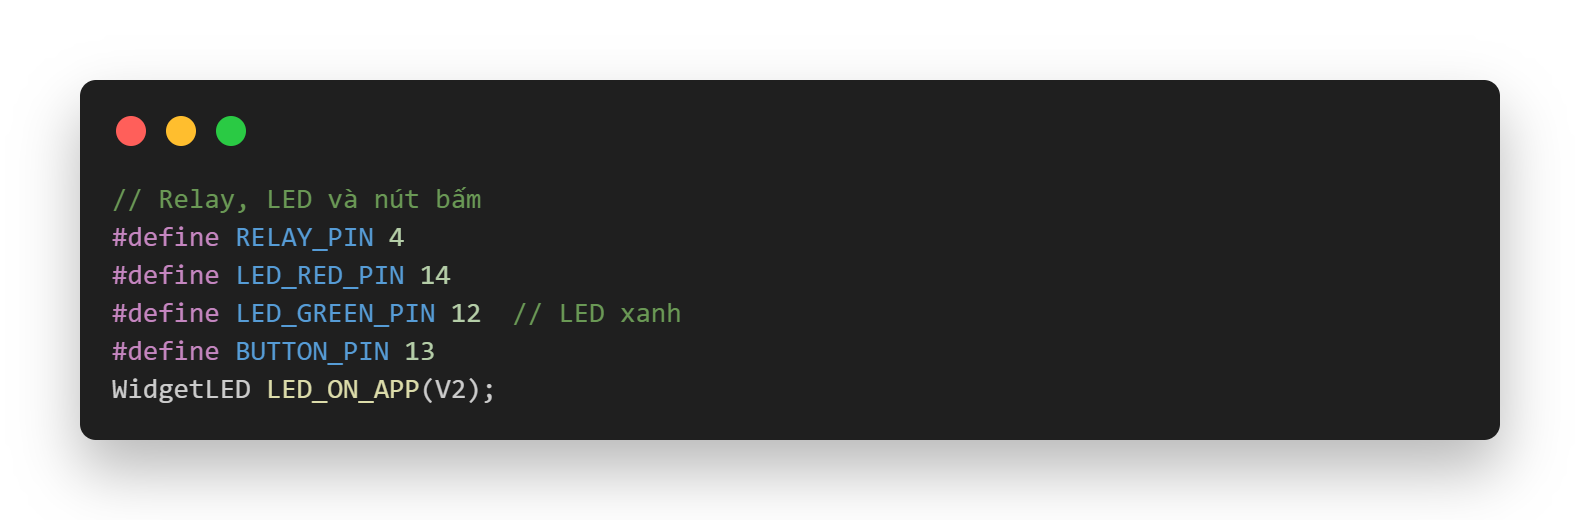 // Relay, LED và nút bấm
#define RELAY_PIN 4
#define LED_RED_PIN 14
#define LED_GREEN_PIN 12  // LED xanh
#define BUTTON_PIN 13
WidgetLED LED_ON_APP(V2);